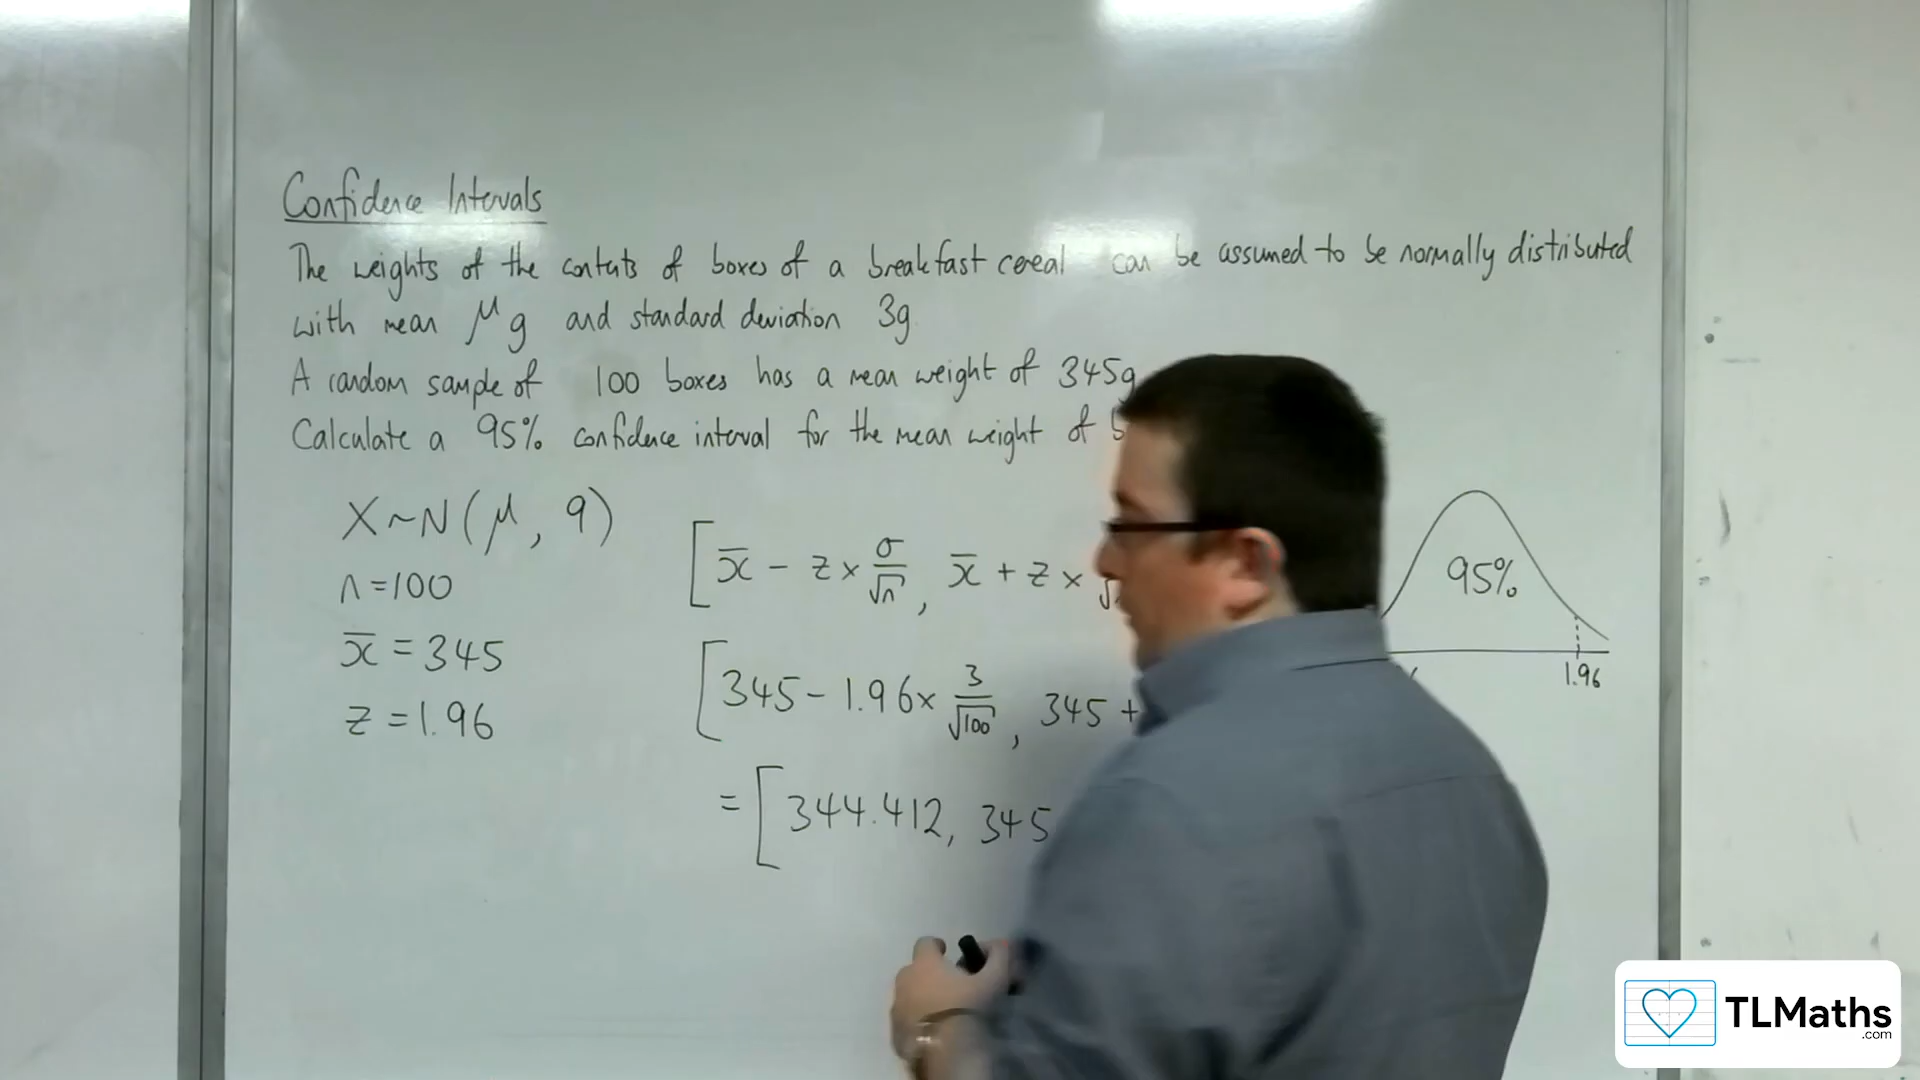 Confidence Intervals
The weights of the contents of boxes of a breakfast cereal can be assumed to be normally distributed
with mean μ g and standard deviation 3g
A random sample of 100 boxes has a mean weight of 345g
Calculate a 95% confidence interval for the mean weight of
X~N(μ, 9)
n=100
x̄ = 345
z = 1.96
[x̄ - z × σ/√n, x̄ + z ×
[345 - 1.96 × 3/√100, 345 +
= [344.412, 345
95%
1.96
TLMaths
.com